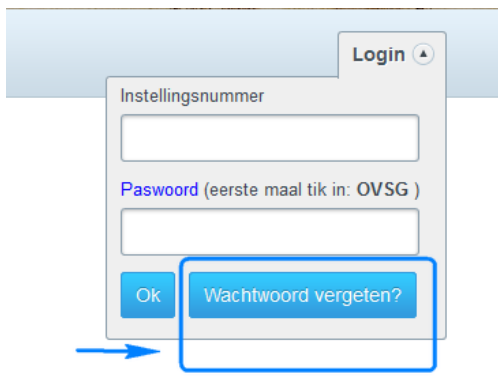 Login
Instellingsnummer
Paswoord (eerste maal tik in: OVSG )
Ok Wachtwoord vergeten?